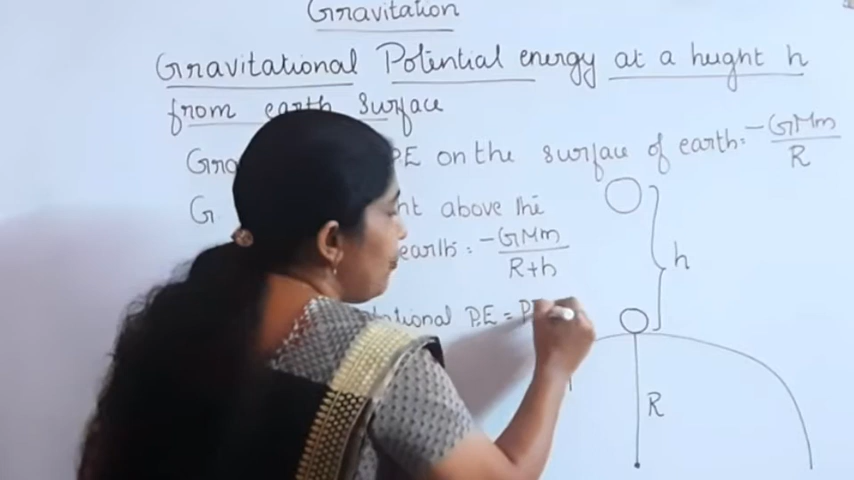 Gravitation
Gravitational Potential energy at a height h
from earth surface
PE on the surface of earth: -GMm/R
G above the
earth: -GMm/R+h
P.E =
h
R